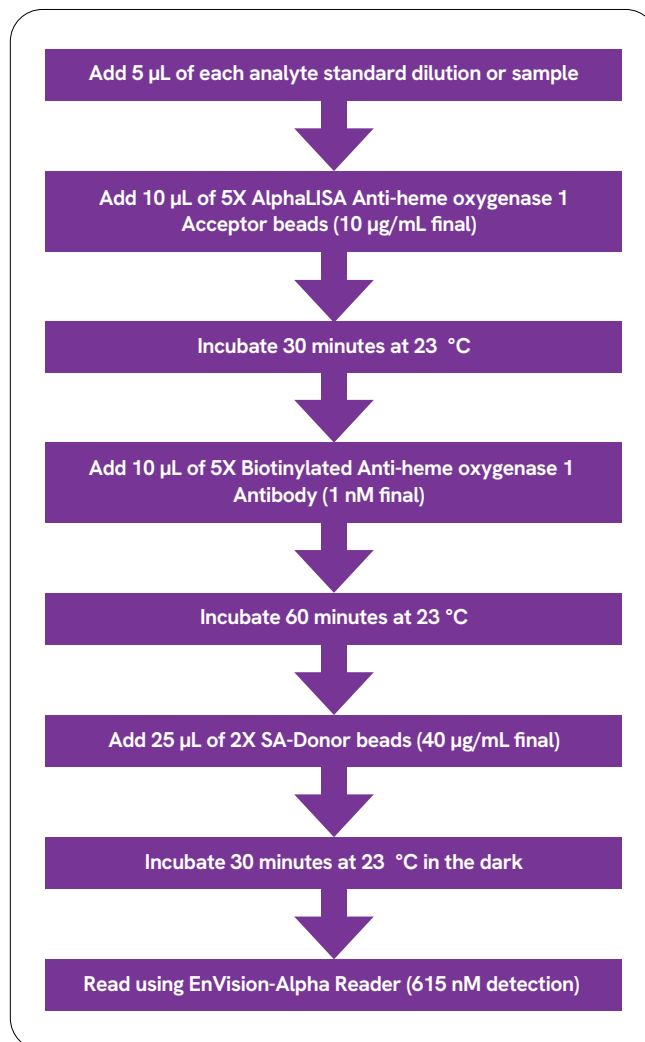 Add 5 µL of each analyte standard dilution or sample
Add 10 µL of 5X AlphaLISA Anti-heme oxygenase 1
Acceptor beads (10 µg/mL final)
Incubate 30 minutes at 23  °C
Add 10 µL of 5X Biotinylated Anti-heme oxygenase 1
Antibody (1 nM final)
Incubate 60 minutes at 23 °C
Add 25 µL of 2X SA-Donor beads (40 µg/mL final)
Incubate 30 minutes at 23  °C in the dark
Read using EnVision-Alpha Reader (615 nM detection)